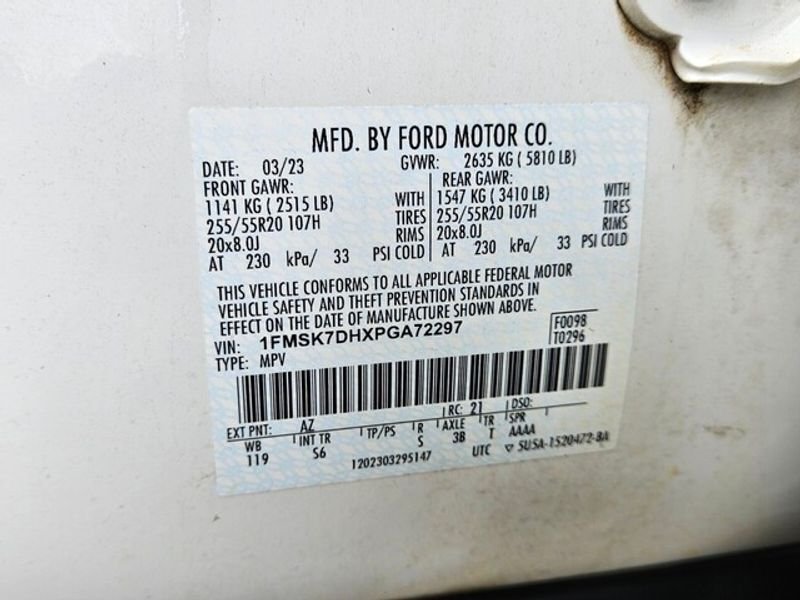 MFD. BY FORD MOTOR CO.
DATE: 03/23 GVWR: 2635 KG ( 5810 LB)
FRONT GAWR: REAR GAWR:
1141 KG ( 2515 LB) WITH 1547 KG ( 3410 LB) WITH
255/55R20 107H TIRES 255/55R20 107H TIRES
20x8.0J RIMS 20x8.0J RIMS
AT 230 kPa/ 33 PSI COLD AT 230 kPa/ 33 PSI COLD
THIS VEHICLE CONFORMS TO ALL APPLICABLE FEDERAL MOTOR
VEHICLE SAFETY AND THEFT PREVENTION STANDARDS IN
EFFECT ON THE DATE OF MANUFACTURE SHOWN ABOVE.
VIN: 1FMSK7DHXPGA72297 F0098
TYPE: MPV T0296
EXT PNT: AZ RC: 21 DSO:
WB INT TR TP/PS R AXLE TR SPR
119 S6 S 3B T AAAA
1202303295147 UTC ▽ 5U5A-1520472-BA